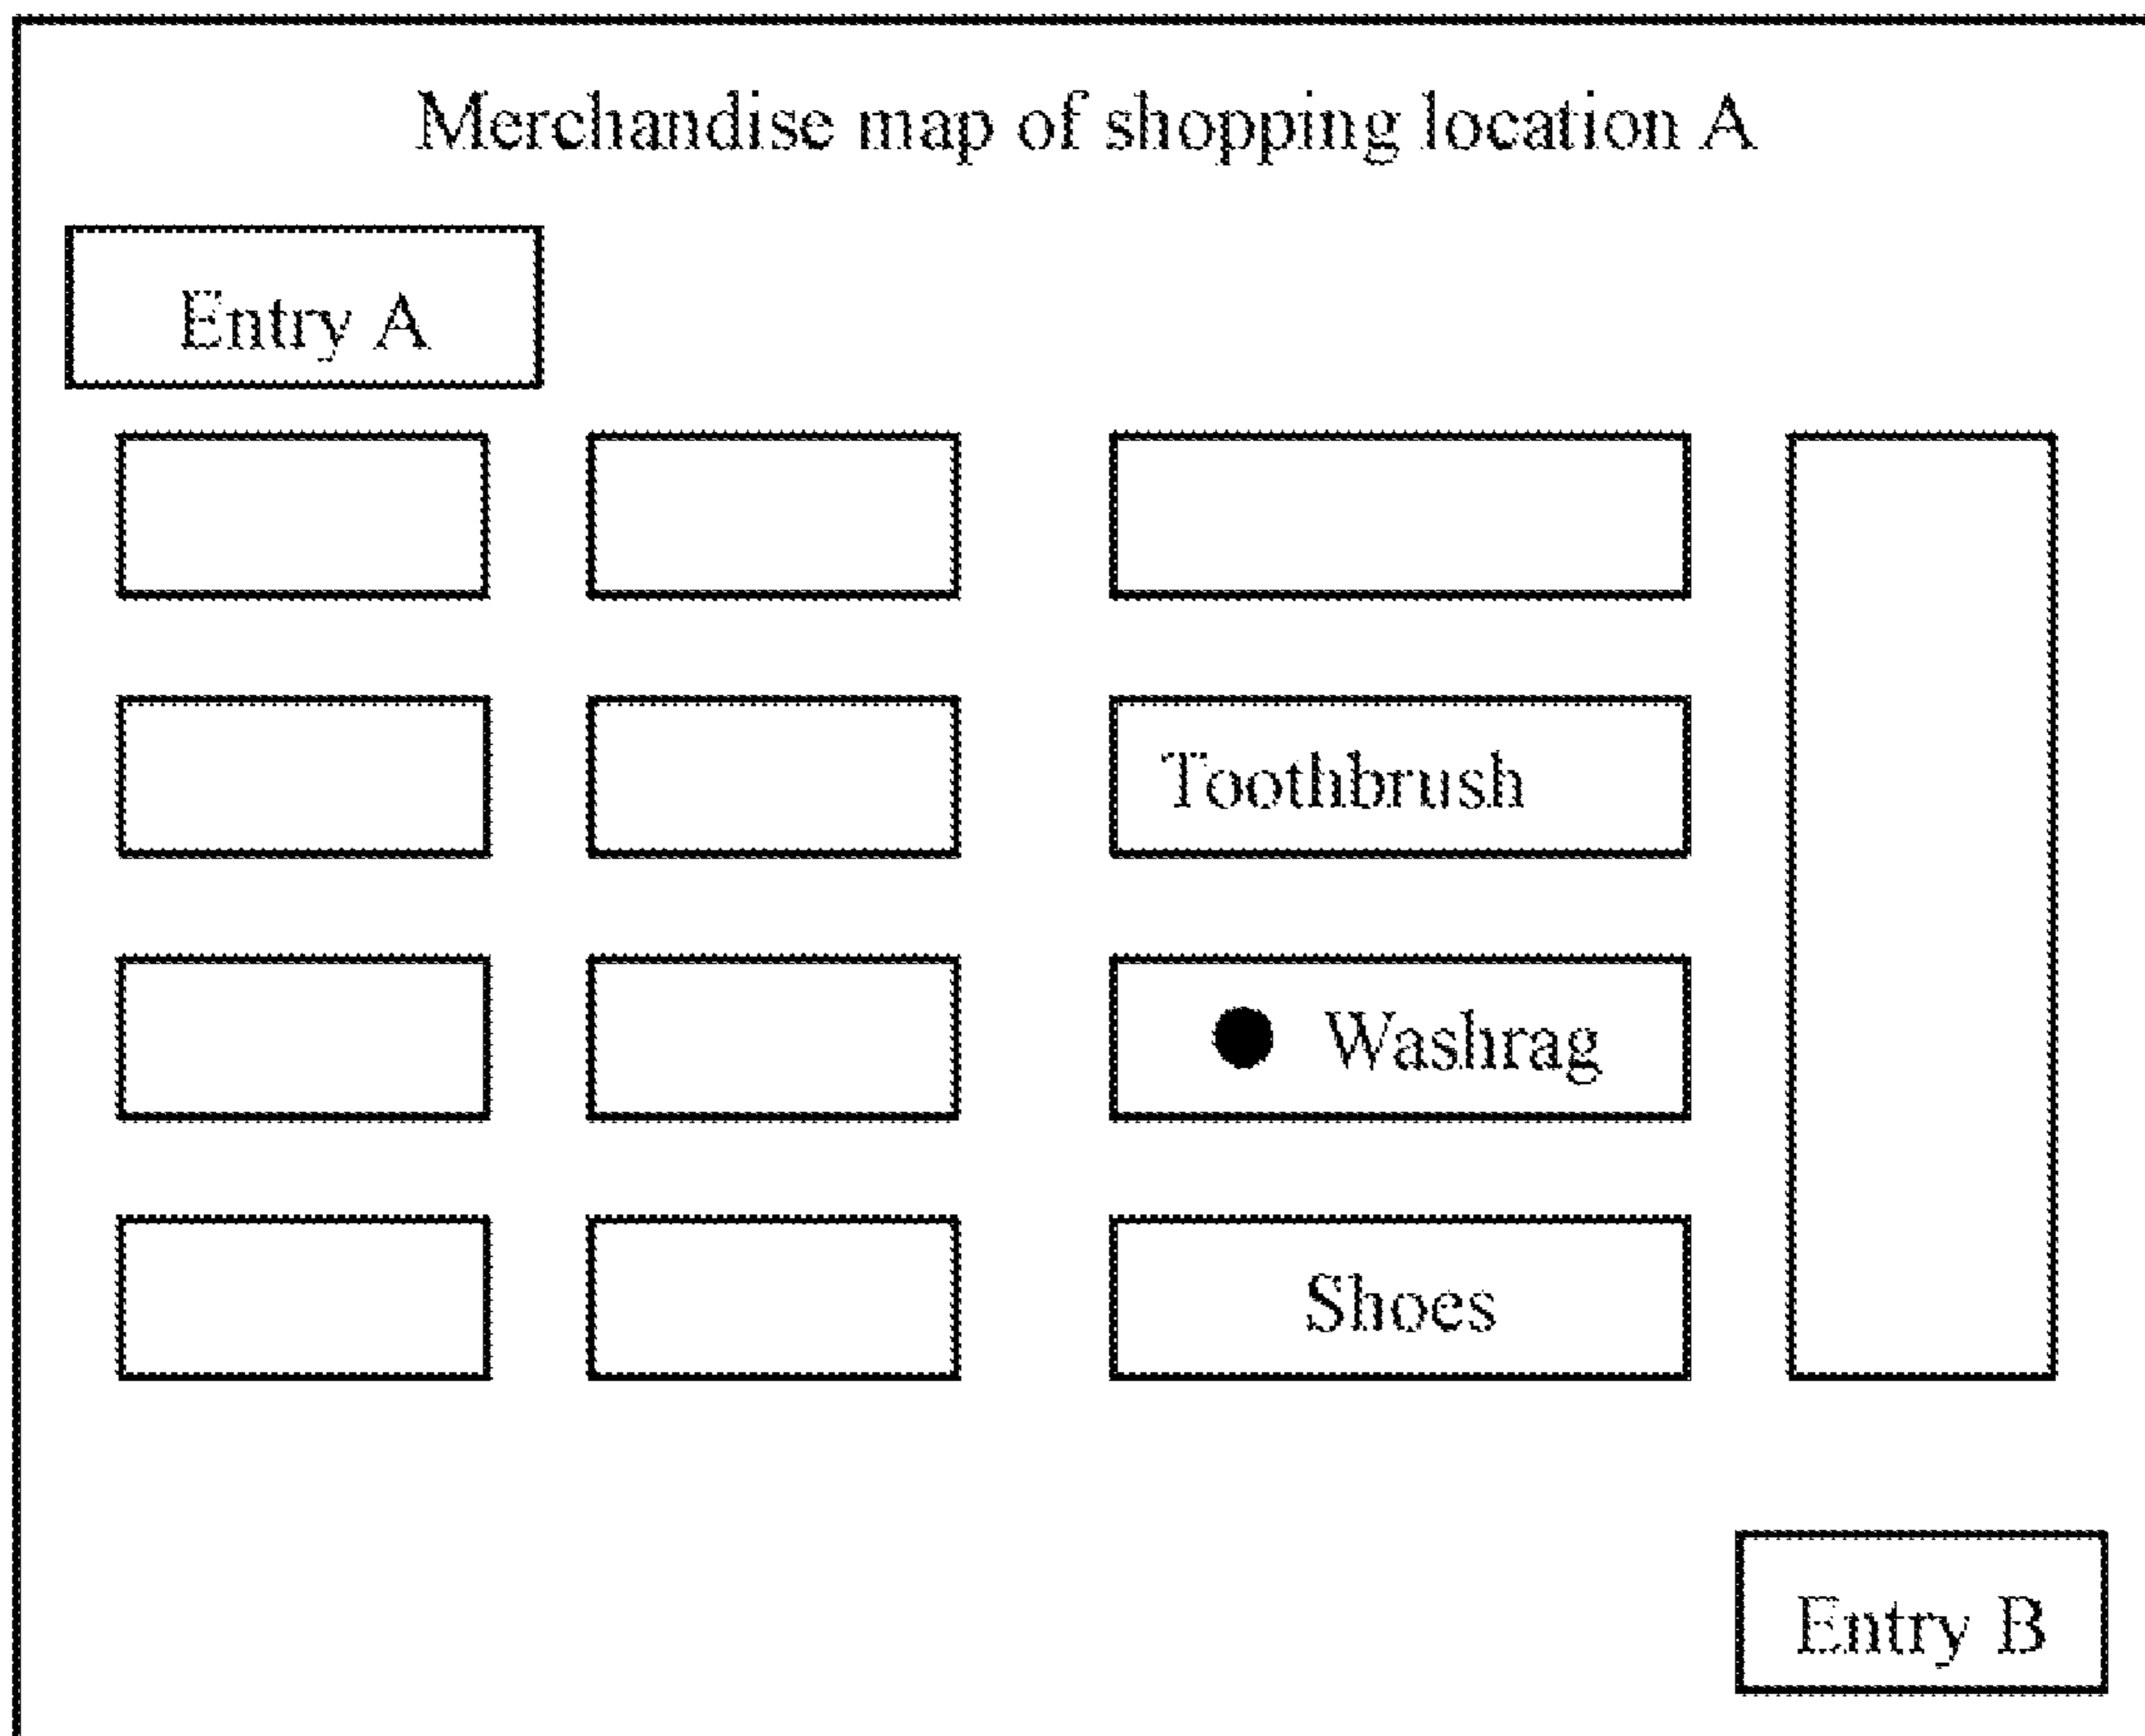 Merchandise map of shopping location A
Entry A
Toothbrush
Washrag
Shoes
Entry B